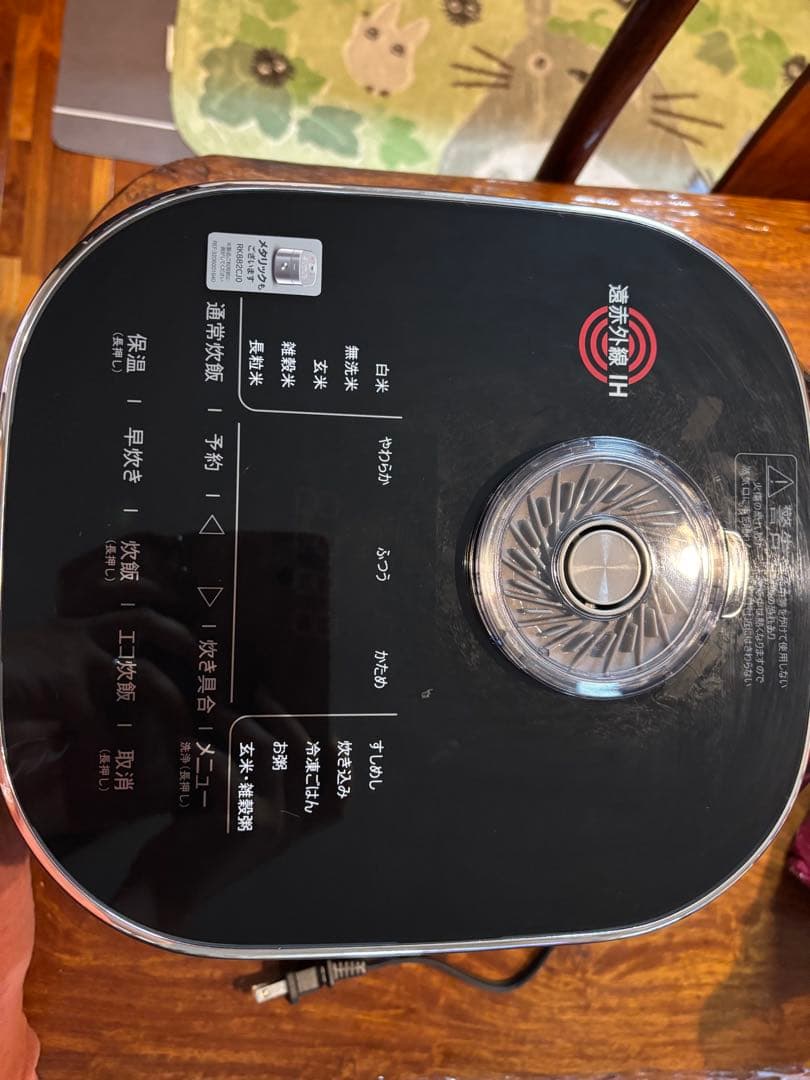 遠赤外線 IH
警告
メタリックも
ございます
RK882CJ0
白米
無洗米
玄米
雑穀米
長粒米
やわらか
ふつう
かため
すしめし
炊き込み
冷凍ごはん
お粥
玄米・雑穀粥
通常炊飯 | 予約 | ◁ ▷ | 炊き具合 | メニュー
洗浄(長押し)
保温 | 早炊き | 炊飯 | エコ炊飯 | 取消
(長押し) (長押し) (長押し)